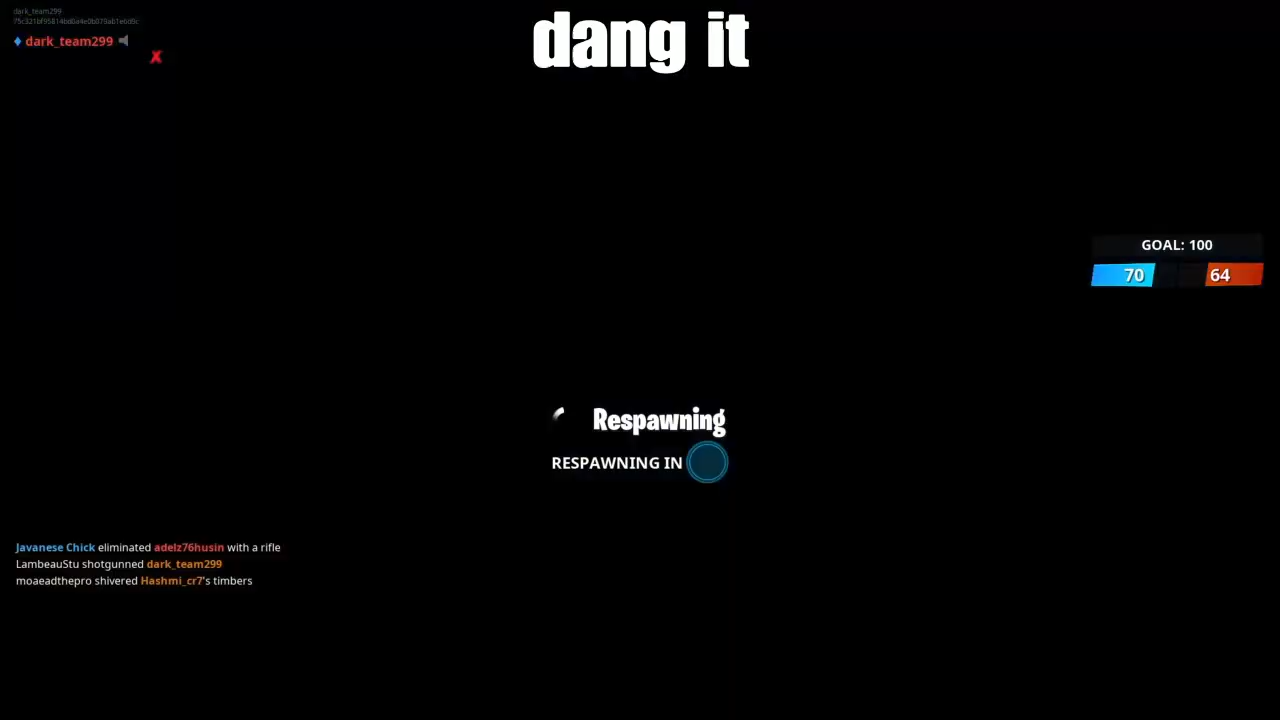 dark_team299
dark_team299
X
dang it
GOAL: 100
70 64
Respawning
RESPAWNING IN
Javanese Chick eliminated adelz76husin with a rifle
LambeauStu shotgunned dark_team299
moaeadthepro shivered Hashmi_cr7's timbers